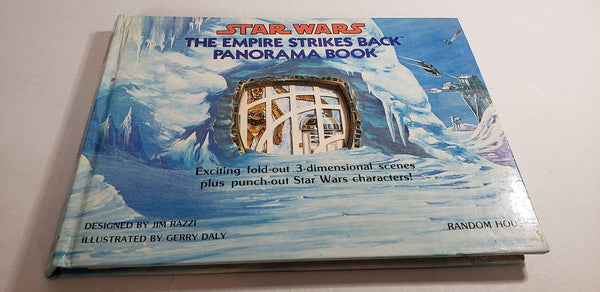 STAR WARS
THE EMPIRE STRIKES BACK
PANORAMA BOOK
Exciting fold-out 3-dimensional scenes
plus punch-out Star Wars characters!
DESIGNED BY JIM RAZZI
ILLUSTRATED BY GERRY DALY
RANDOM HOUSE